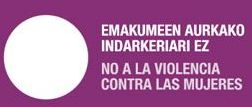 EMAKUMEEN AURKAKO
INDARKERIARI EZ
NO A LA VIOLENCIA
CONTRA LAS MUJERES